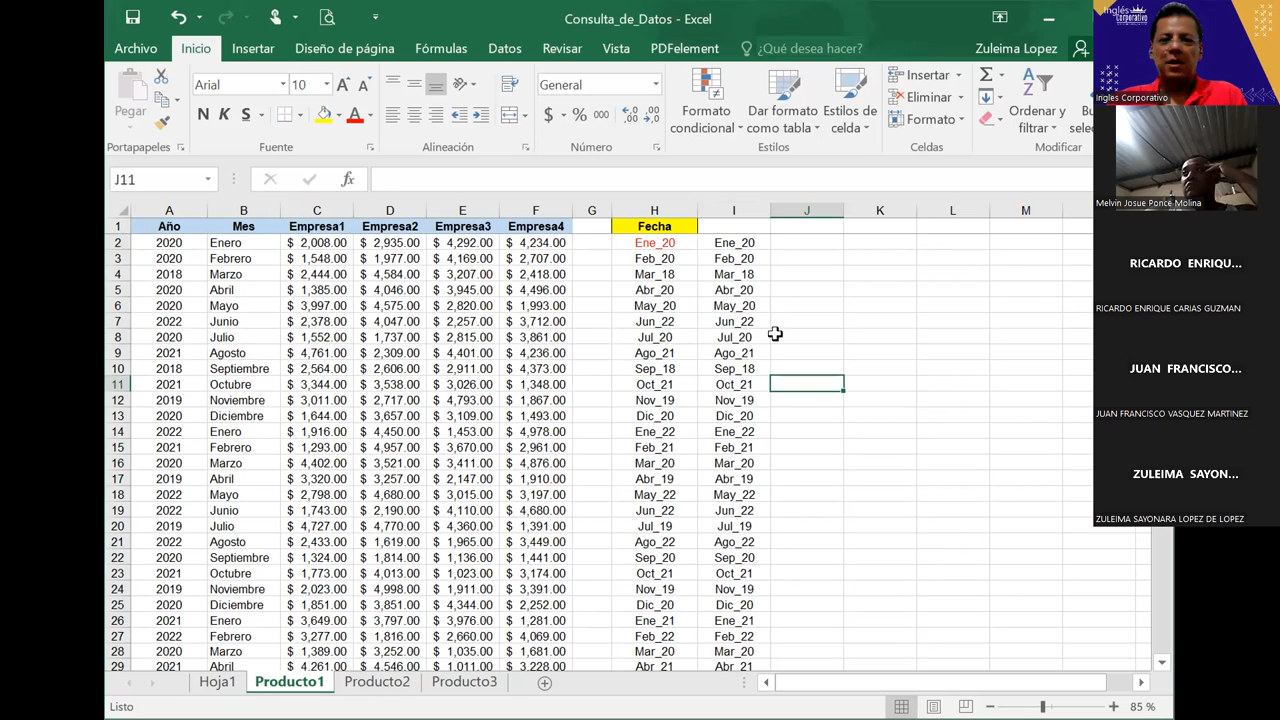 Consulta_de_Datos - Excel
Archivo Inicio Insertar Diseño de página Fórmulas Datos Revisar Vista PDFelement ¿Qué desea hacer? Zuleima Lopez
Pegar
Arial 10
N K S
General
$ % 000
Formato condicional
Dar formato como tabla
Estilos de celda
Insertar
Eliminar
Formato
Ordenar y filtrar
Portapapeles Fuente Alineación Número Estilos Celdas Modificar
J11 fx
A B C D E F G H I J K L M
1 Año Mes Empresa1 Empresa2 Empresa3 Empresa4 Fecha
2 2020 Enero $ 2,008.00 $ 2,935.00 $ 4,292.00 $ 4,234.00 Ene_20 Ene_20
3 2020 Febrero $ 1,548.00 $ 1,977.00 $ 4,169.00 $ 2,707.00 Feb_20 Feb_20
4 2018 Marzo $ 2,444.00 $ 4,584.00 $ 3,207.00 $ 2,418.00 Mar_18 Mar_18
5 2020 Abril $ 1,385.00 $ 4,046.00 $ 3,945.00 $ 4,496.00 Abr_20 Abr_20
6 2020 Mayo $ 3,997.00 $ 4,575.00 $ 2,820.00 $ 1,993.00 May_20 May_20
7 2022 Junio $ 2,378.00 $ 4,047.00 $ 2,257.00 $ 3,712.00 Jun_22 Jun_22
8 2020 Julio $ 1,552.00 $ 1,737.00 $ 2,815.00 $ 3,861.00 Jul_20 Jul_20
9 2021 Agosto $ 4,761.00 $ 2,309.00 $ 4,401.00 $ 4,236.00 Ago_21 Ago_21
10 2018 Septiembre $ 2,564.00 $ 2,606.00 $ 2,911.00 $ 4,373.00 Sep_18 Sep_18
11 2021 Octubre $ 3,344.00 $ 3,538.00 $ 3,026.00 $ 1,348.00 Oct_21 Oct_21
12 2019 Noviembre $ 3,011.00 $ 2,717.00 $ 4,793.00 $ 1,867.00 Nov_19 Nov_19
13 2020 Diciembre $ 1,644.00 $ 3,657.00 $ 3,109.00 $ 1,493.00 Dic_20 Dic_20
14 2022 Enero $ 1,916.00 $ 4,450.00 $ 1,453.00 $ 4,978.00 Ene_22 Ene_22
15 2021 Febrero $ 1,293.00 $ 4,957.00 $ 3,670.00 $ 2,961.00 Feb_21 Feb_21
16 2020 Marzo $ 4,402.00 $ 3,521.00 $ 3,411.00 $ 4,876.00 Mar_20 Mar_20
17 2019 Abril $ 3,320.00 $ 3,257.00 $ 2,147.00 $ 1,910.00 Abr_19 Abr_19
18 2022 Mayo $ 2,798.00 $ 4,680.00 $ 3,015.00 $ 3,197.00 May_22 May_22
19 2022 Junio $ 1,743.00 $ 2,190.00 $ 4,110.00 $ 4,680.00 Jun_22 Jun_22
20 2019 Julio $ 4,727.00 $ 4,770.00 $ 4,360.00 $ 1,391.00 Jul_19 Jul_19
21 2022 Agosto $ 2,433.00 $ 1,619.00 $ 1,963.00 $ 3,449.00 Ago_22 Ago_22
22 2020 Septiembre $ 1,324.00 $ 1,814.00 $ 1,136.00 $ 1,441.00 Sep_20 Sep_20
23 2021 Octubre $ 1,773.00 $ 4,013.00 $ 1,023.00 $ 3,174.00 Oct_21 Oct_21
24 2019 Noviembre $ 2,023.00 $ 4,998.00 $ 1,911.00 $ 3,391.00 Nov_19 Nov_19
25 2020 Diciembre $ 1,851.00 $ 3,851.00 $ 4,344.00 $ 2,252.00 Dic_20 Dic_20
26 2021 Enero $ 3,649.00 $ 3,797.00 $ 3,976.00 $ 1,281.00 Ene_21 Ene_21
27 2022 Febrero $ 3,277.00 $ 1,816.00 $ 2,660.00 $ 4,069.00 Feb_22 Feb_22
28 2020 Marzo $ 1,389.00 $ 3,252.00 $ 1,035.00 $ 1,681.00 Mar_20 Mar_20
29 2021 Abril $ 4,261.00 $ 4,546.00 $ 1,011.00 $ 3,228.00 Abr_21 Abr_21
Hoja1 Producto1 Producto2 Producto3
Listo 85 %
Inglés Corporativo
Ingles Corporativo
Melvin Josue Ponce Molina
RICARDO ENRIQU...
RICARDO ENRIQUE CARIAS GUZMAN
JUAN FRANCISCO...
JUAN FRANCISCO VASQUEZ MARTINEZ
ZULEIMA SAYON...
ZULEIMA SAYONARA LOPEZ DE LOPEZ